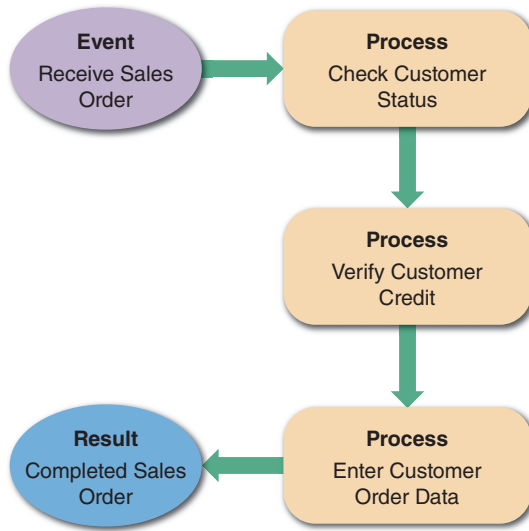 Event
Receive Sales
Order
Process
Check Customer
Status
Process
Verify Customer
Credit
Process
Enter Customer
Order Data
Result
Completed Sales
Order